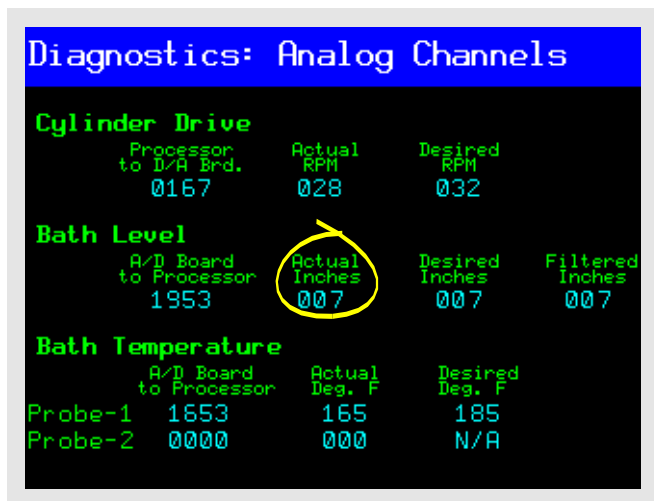 Diagnostics: Analog Channels
Cylinder Drive
Processor to D/A Brd. Actual RPM Desired RPM
0167 028 032
Bath Level
A/D Board to Processor Actual Inches Desired Inches Filtered Inches
1953 007 007 007
Bath Temperature
A/D Board to Processor Actual Deg. F Desired Deg. F
Probe-1 1653 165 185
Probe-2 0000 000 N/A